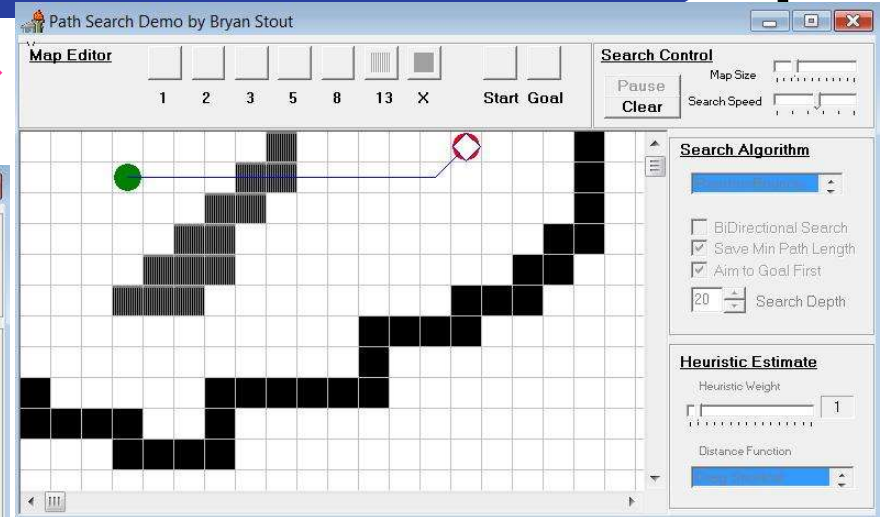 Path Search Demo by Bryan Stout
Map Editor
1 2 3 5 8 13 X Start Goal
Search Control
Pause
Clear
Map Size
Search Speed
Search Algorithm
BiDirectional Search
Save Min Path Length
Aim to Goal First
20 Search Depth
Heuristic Estimate
Heuristic Weight
1
Distance Function